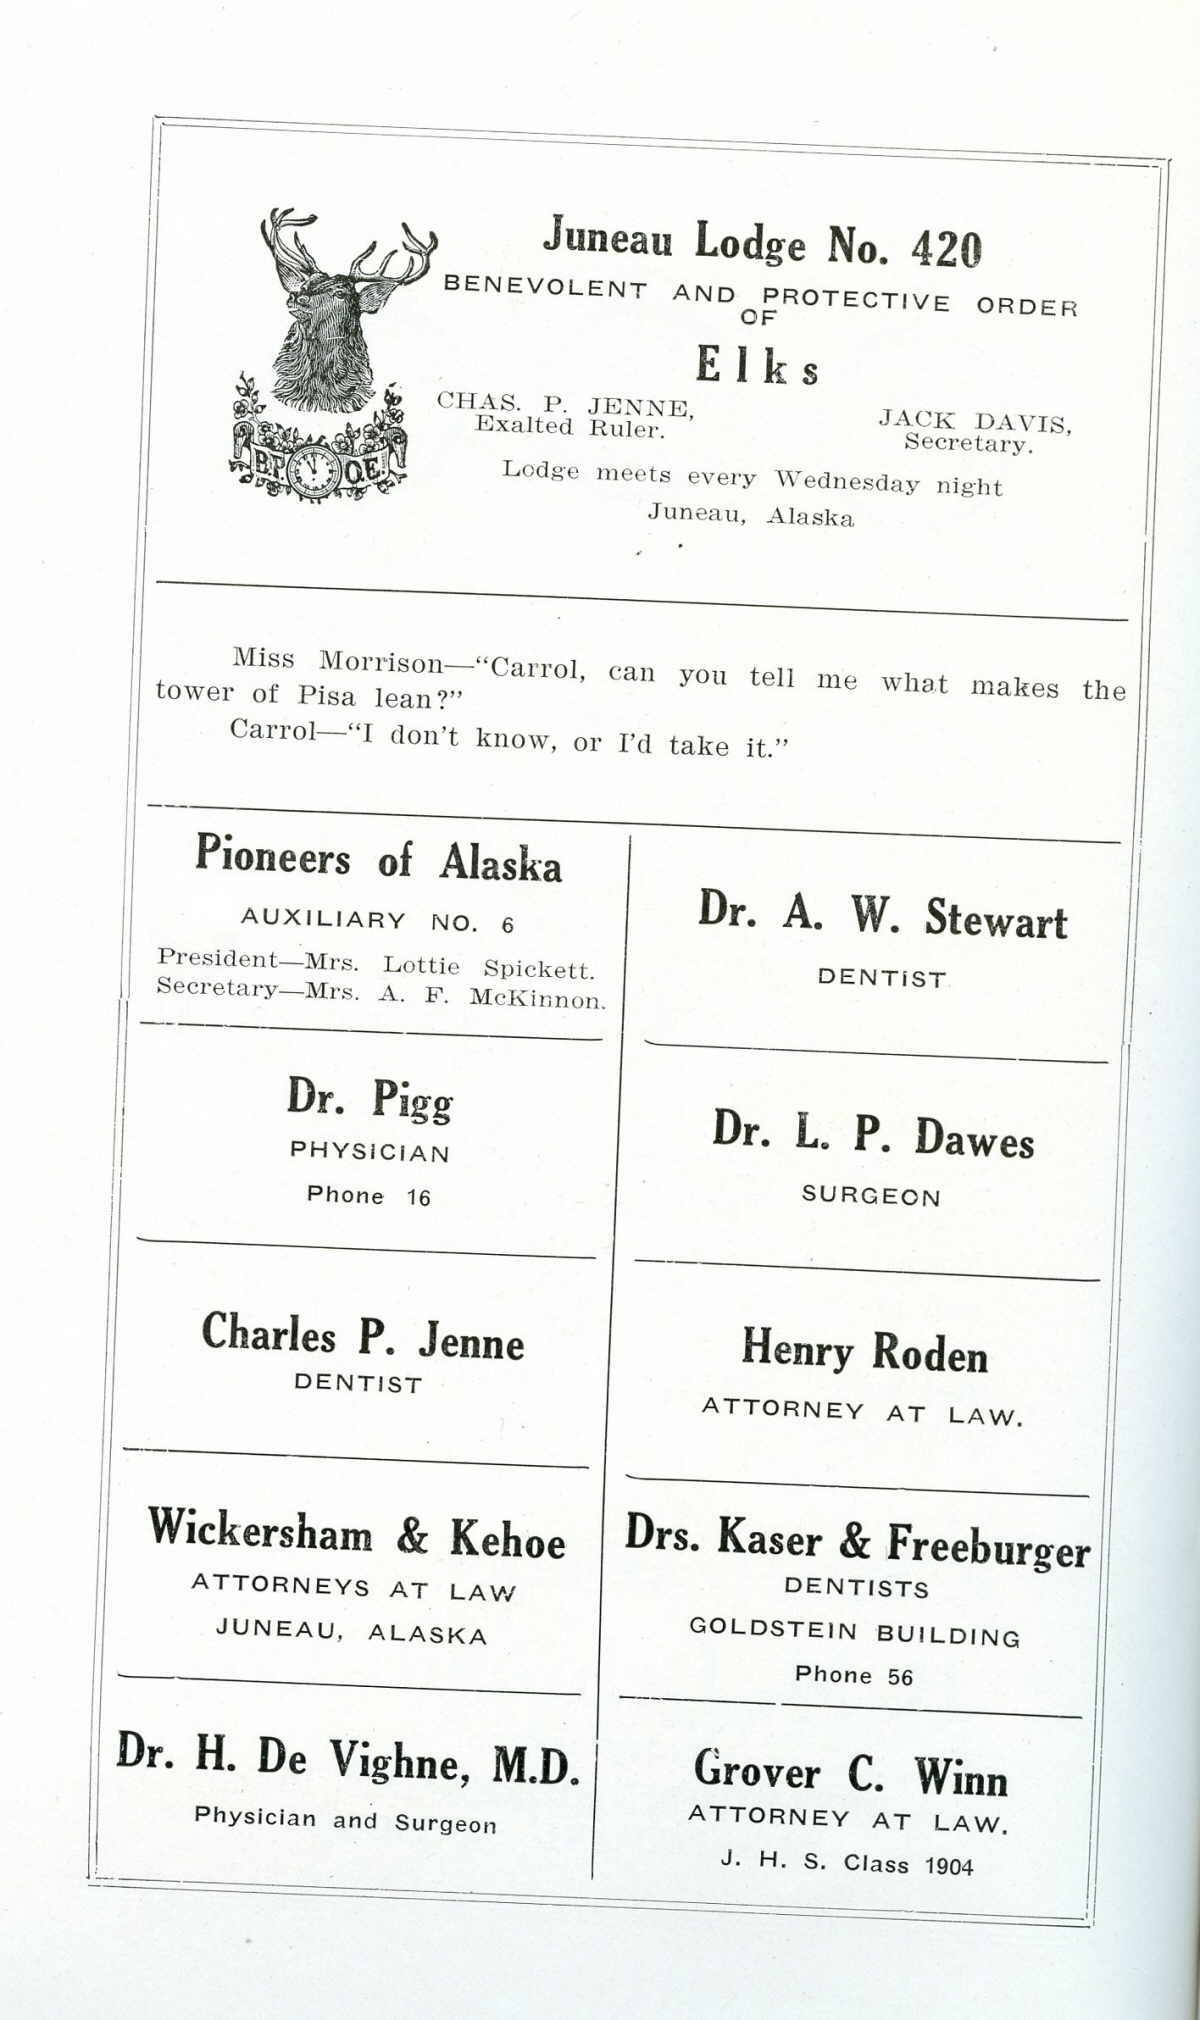 Juneau Lodge No. 420
BENEVOLENT AND PROTECTIVE ORDER
OF
Elks
CHAS. P. JENNE,
Exalted Ruler.
JACK DAVIS,
Secretary.
Lodge meets every Wednesday night
Juneau, Alaska
B.P. O.E.
Miss Morrison—“Carrol, can you tell me what makes the
tower of Pisa lean?”
Carrol—“I don't know, or I'd take it.”
Pioneers of Alaska
AUXILIARY NO. 6
President—Mrs. Lottie Spickett.
Secretary—Mrs. A. F. McKinnon.
Dr. A. W. Stewart
DENTIST
Dr. Pigg
PHYSICIAN
Phone 16
Dr. L. P. Dawes
SURGEON
Charles P. Jenne
DENTIST
Henry Roden
ATTORNEY AT LAW.
Wickersham & Kehoe
ATTORNEYS AT LAW
JUNEAU, ALASKA
Drs. Kaser & Freeburger
DENTISTS
GOLDSTEIN BUILDING
Phone 56
Dr. H. De Vighne, M.D.
Physician and Surgeon
Grover C. Winn
ATTORNEY AT LAW.
J. H. S. Class 1904